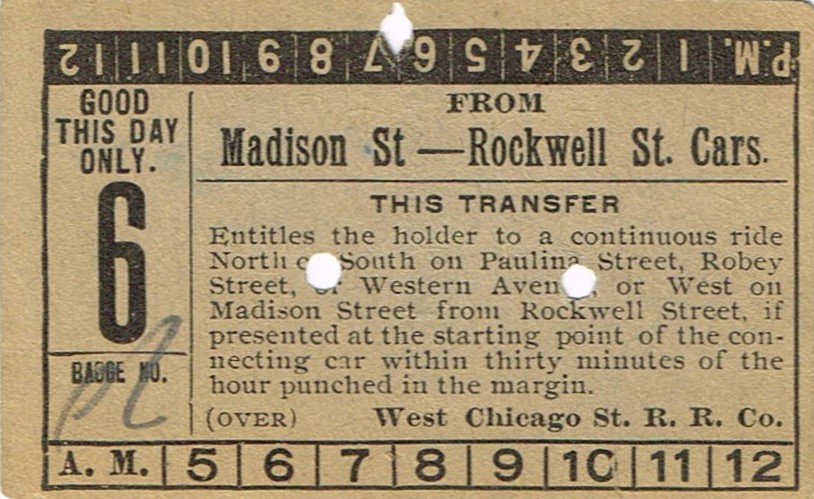 P.M. 1 2 3 4 5 6 7 8 9 10 11 12
GOOD
THIS DAY
ONLY.
6
BADGE NO.
FROM
Madison St — Rockwell St. Cars.
THIS TRANSFER
Entitles the holder to a continuous ride
North or South on Paulina Street, Robey
Street, or Western Avenue, or West on
Madison Street from Rockwell Street, if
presented at the starting point of the con-
necting car within thirty minutes of the
hour punched in the margin.
(OVER) West Chicago St. R. R. Co.
A. M. 5 6 7 8 9 10 11 12